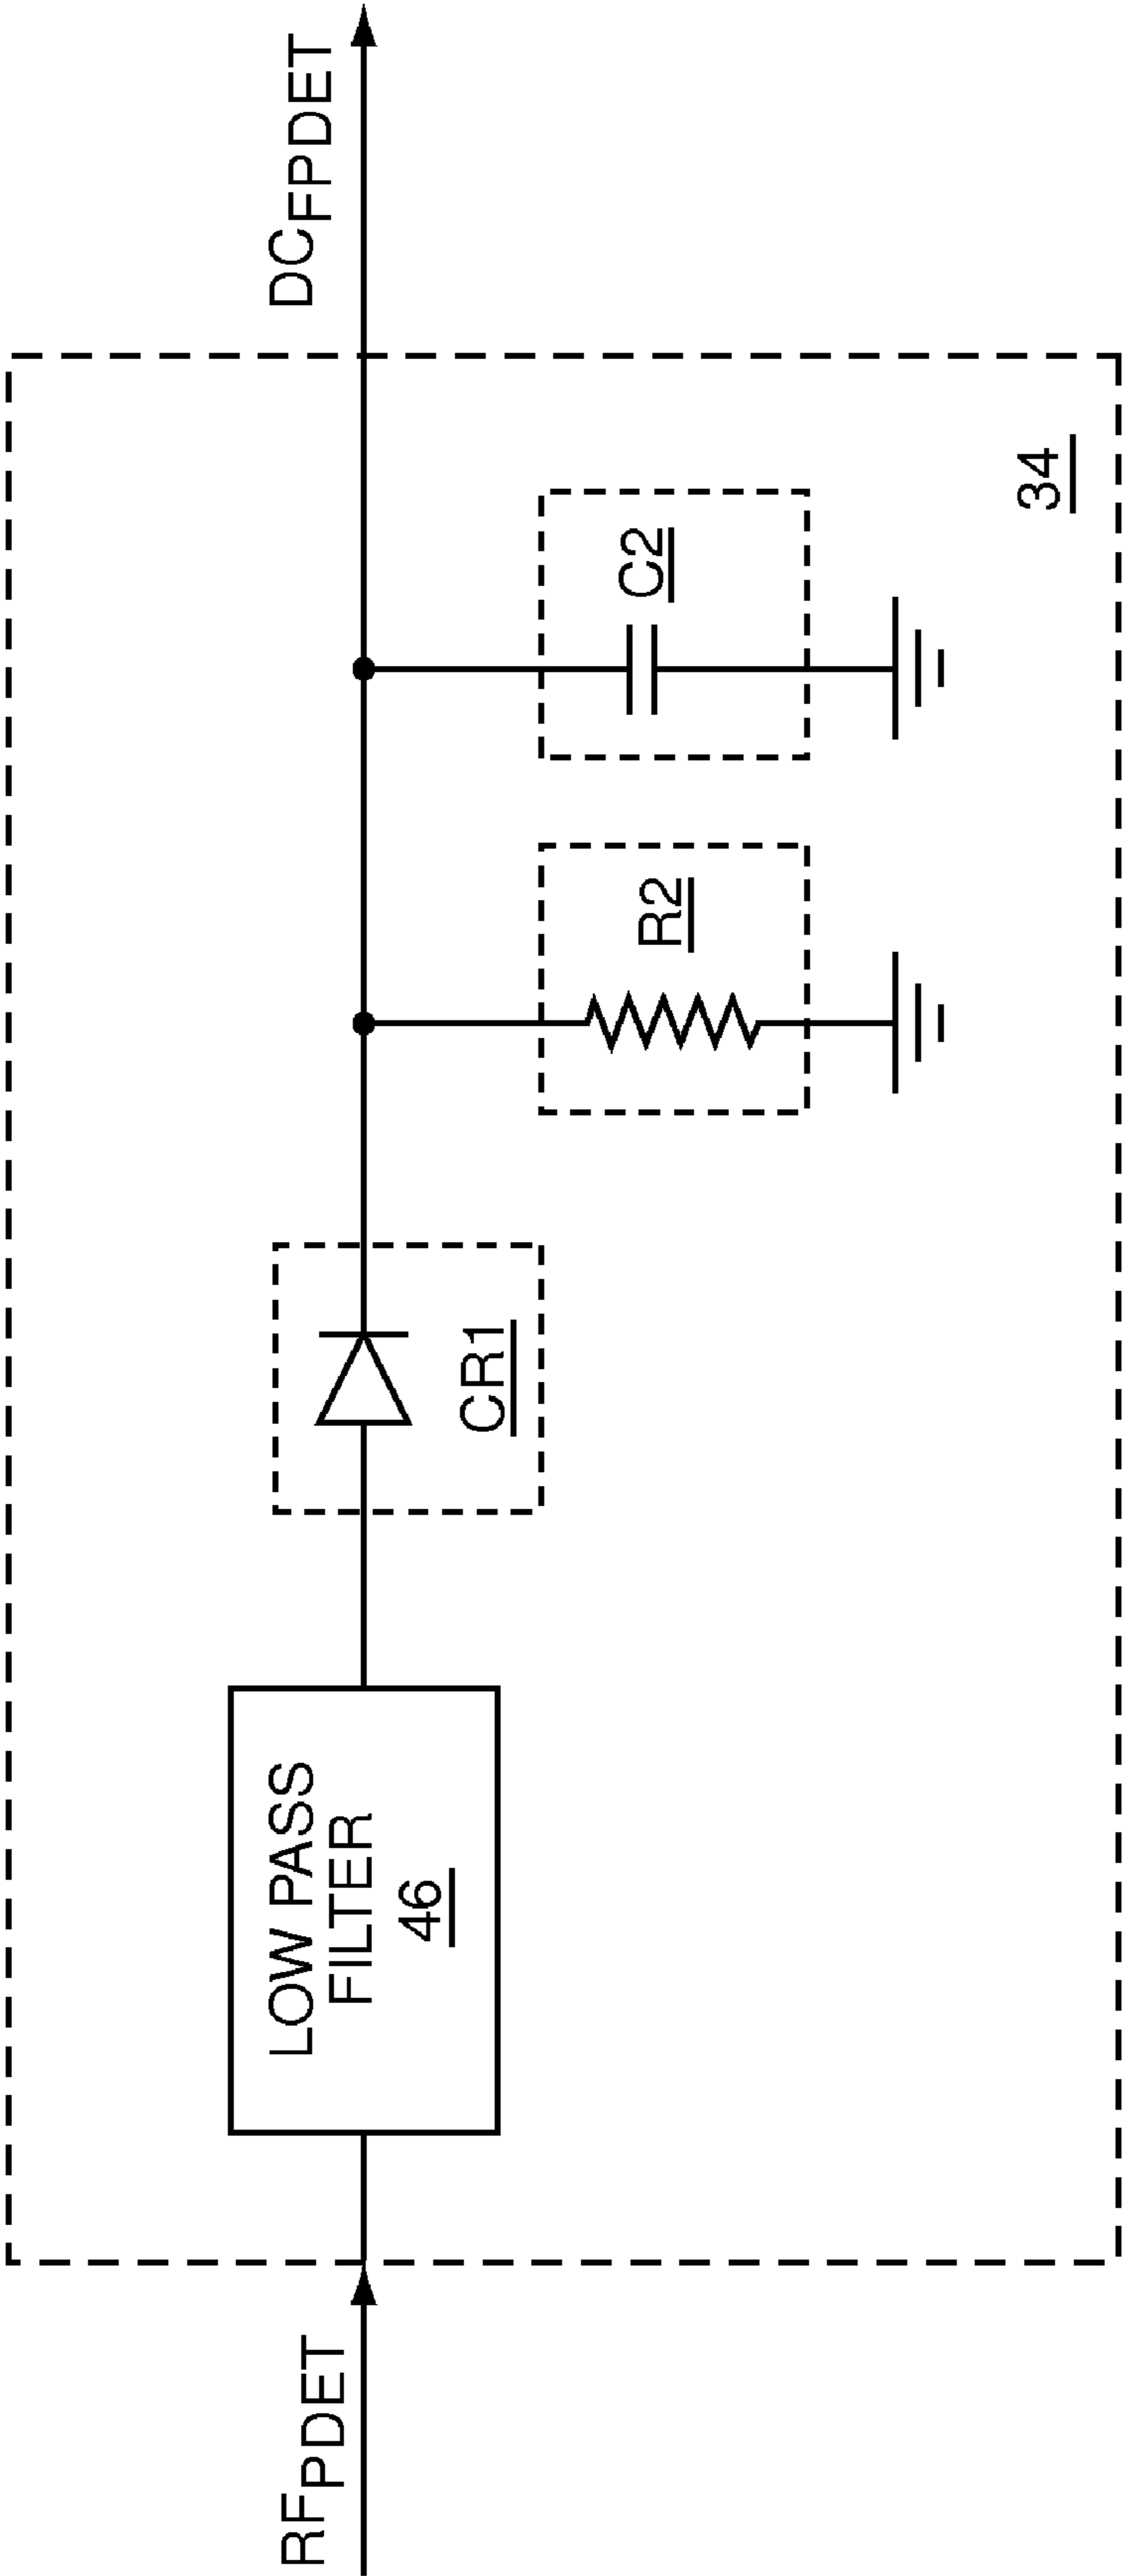 RFPDET
LOW PASS
FILTER
46
CR1
R2
C2
DCFPDET
34